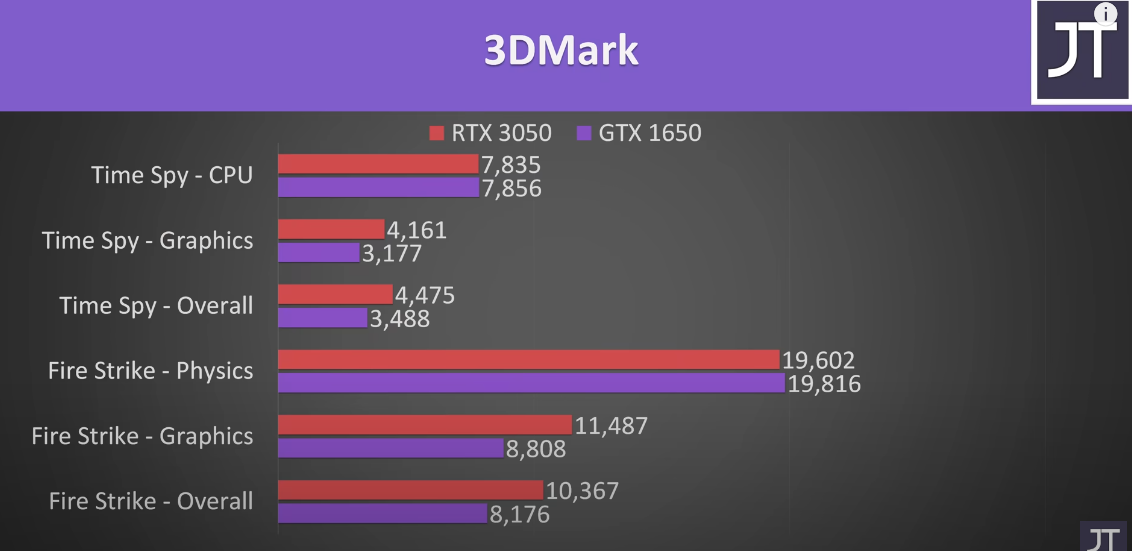 3DMark
JT
i
RTX 3050 GTX 1650
Time Spy - CPU 7,835
7,856
Time Spy - Graphics 4,161
3,177
Time Spy - Overall 4,475
3,488
Fire Strike - Physics 19,602
19,816
Fire Strike - Graphics 11,487
8,808
Fire Strike - Overall 10,367
8,176
JT